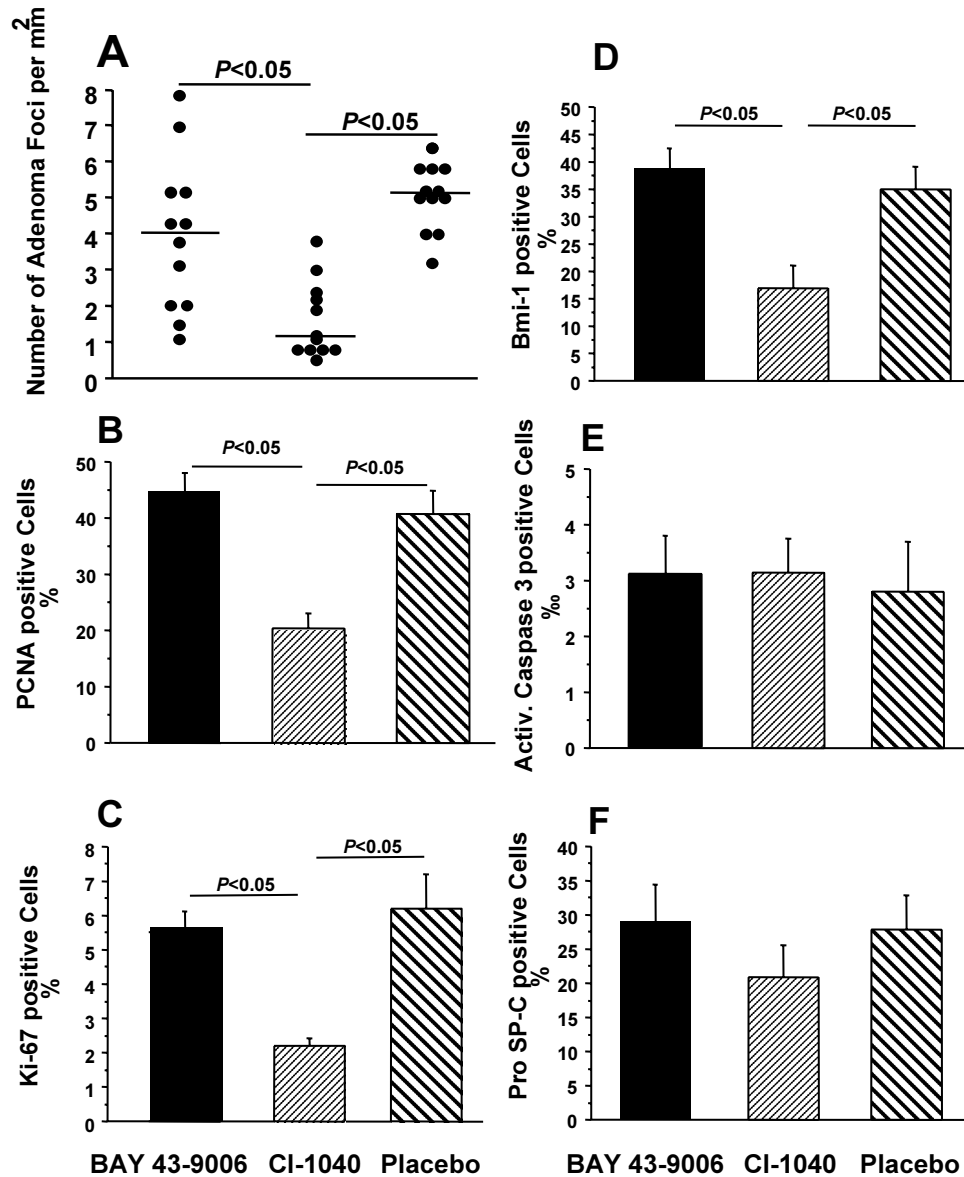 A
Number of Adenoma Foci per mm2
P<0.05
P<0.05
8
7
6
5
4
3
2
1
0
B
PCNA positive Cells
%
P<0.05
P<0.05
50
40
30
20
10
0
C
Ki-67 positive Cells
%
P<0.05
P<0.05
8
7
6
5
4
3
2
1
0
BAY 43-9006 CI-1040 Placebo
D
Bmi-1 positive Cells
%
P<0.05
P<0.05
50
45
40
35
30
25
20
15
10
5
0
E
Activ. Caspase 3 positive Cells
‰
5
4
3
2
1
0
F
Pro SP-C positive Cells
%
40
35
30
25
20
15
10
5
0
BAY 43-9006 CI-1040 Placebo